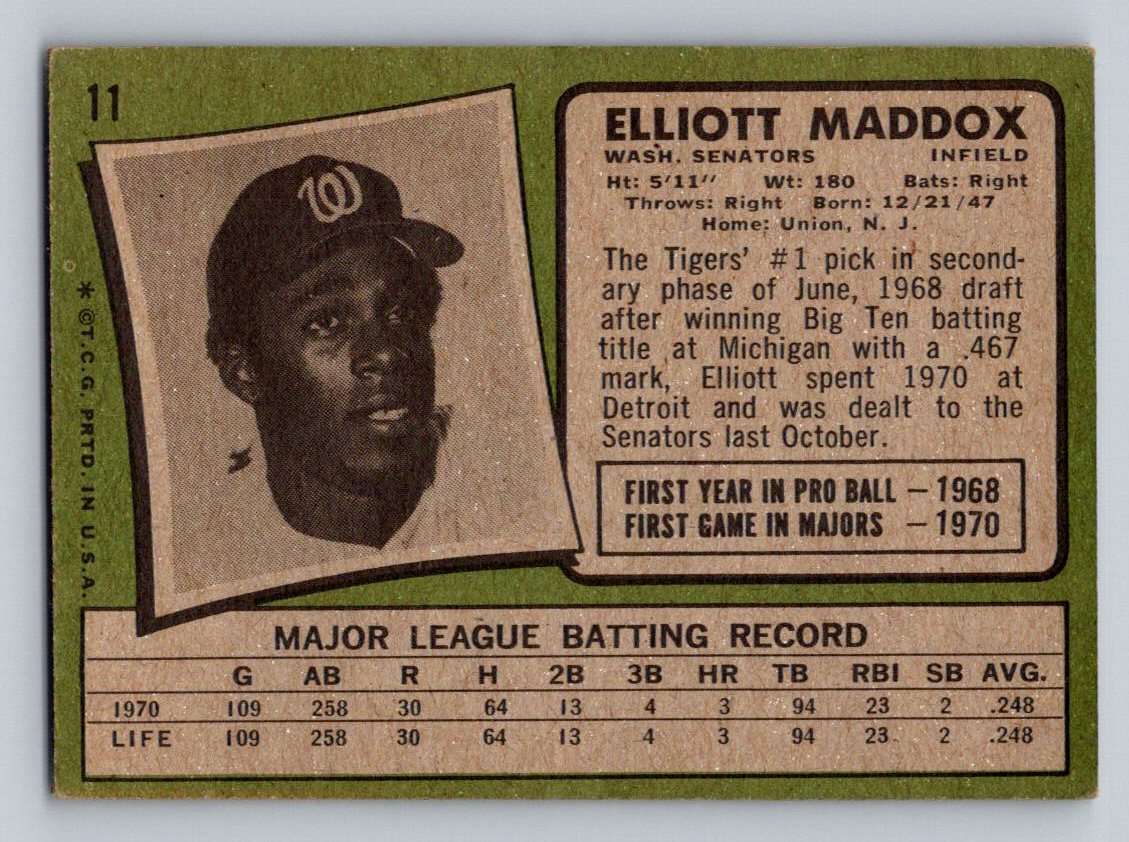 11
W
ELLIOTT MADDOX
WASH. SENATORS INFIELD
Ht: 5'11" Wt: 180 Bats: Right
Throws: Right Born: 12/21/47
Home: Union, N. J.
The Tigers' #1 pick in second-
ary phase of June, 1968 draft
after winning Big Ten batting
title at Michigan with a .467
mark, Elliott spent 1970 at
Detroit and was dealt to the
Senators last October.
FIRST YEAR IN PRO BALL – 1968
FIRST GAME IN MAJORS – 1970
* © T.C.G. PRTD. IN U.S.A.
MAJOR LEAGUE BATTING RECORD
G AB R H 2B 3B HR TB RBI SB AVG.
1970 109 258 30 64 13 4 3 94 23 2 .248
LIFE 109 258 30 64 13 4 3 94 23 2 .248